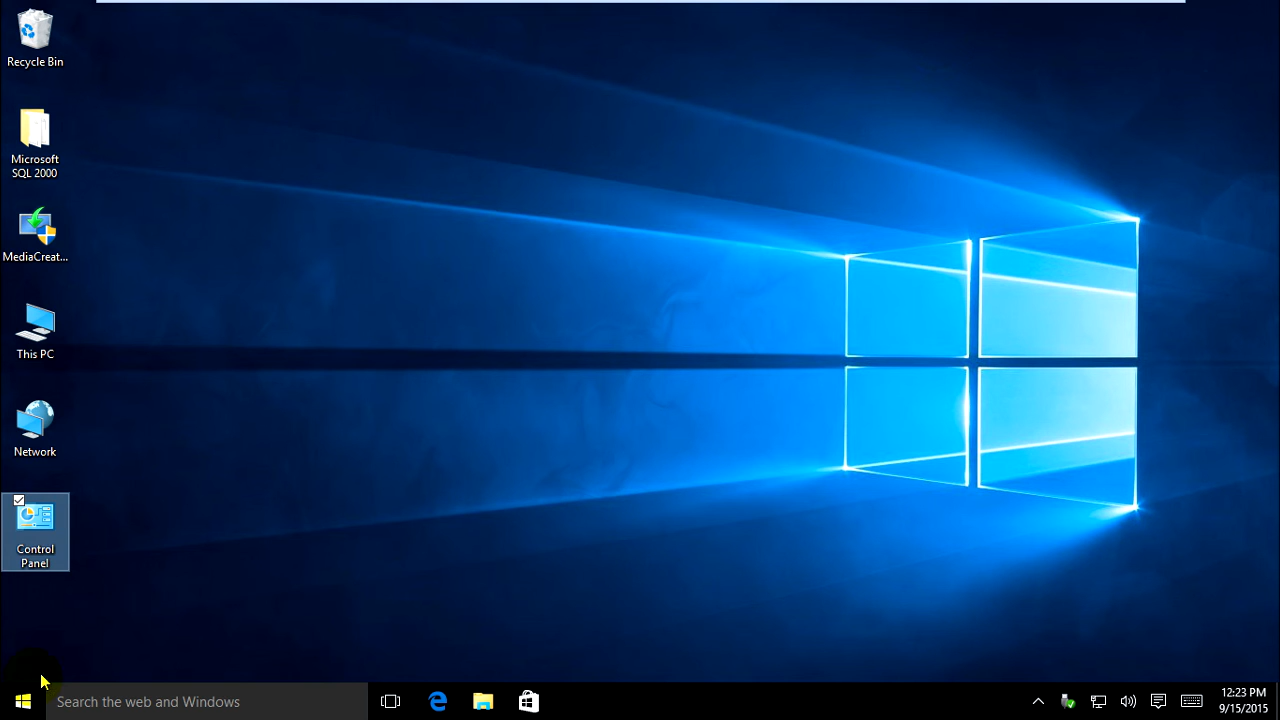 Recycle Bin
Microsoft
SQL 2000
MediaCreat...
This PC
Network
Control
Panel
Search the web and Windows
12:23 PM
9/15/2015